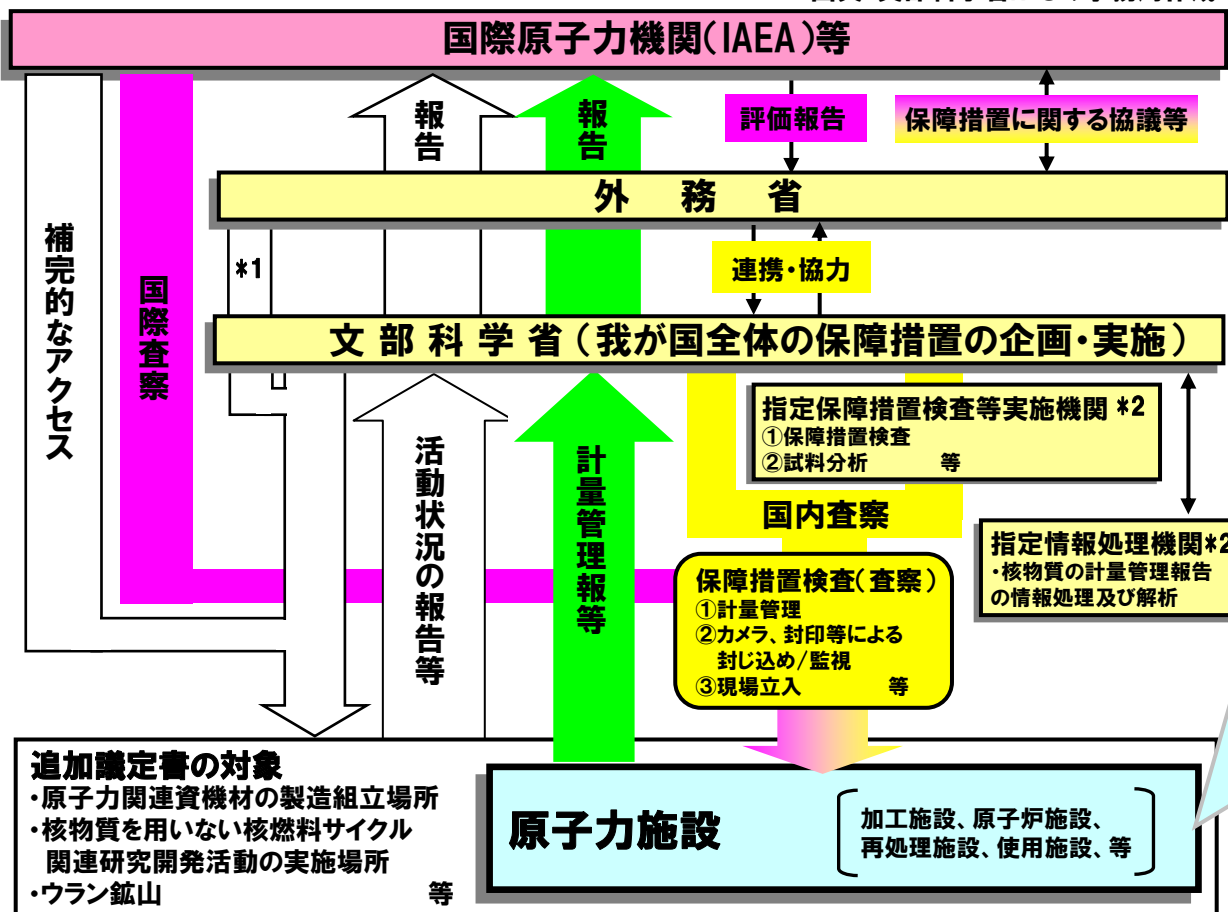 国際原子力機関(IAEA)等
報告
報告
評価報告
保障措置に関する協議等
外務省
補完的なアクセス
国際査察
*1
連携・協力
文部科学省(我が国全体の保障措置の企画・実施)
指定保障措置検査等実施機関 *2
①保障措置検査
②試料分析 等
活動状況の報告等
計量管理報等
国内査察
指定情報処理機関*2
・核物質の計量管理報告
の情報処理及び解析
保障措置検査(査察)
①計量管理
②カメラ、封印等による
封じ込め/監視
③現場立入 等
追加議定書の対象
・原子力関連資機材の製造組立場所
・核物質を用いない核燃料サイクル
関連研究開発活動の実施場所
・ウラン鉱山 等
原子力施設
加工施設、原子炉施設、
再処理施設、使用施設、等